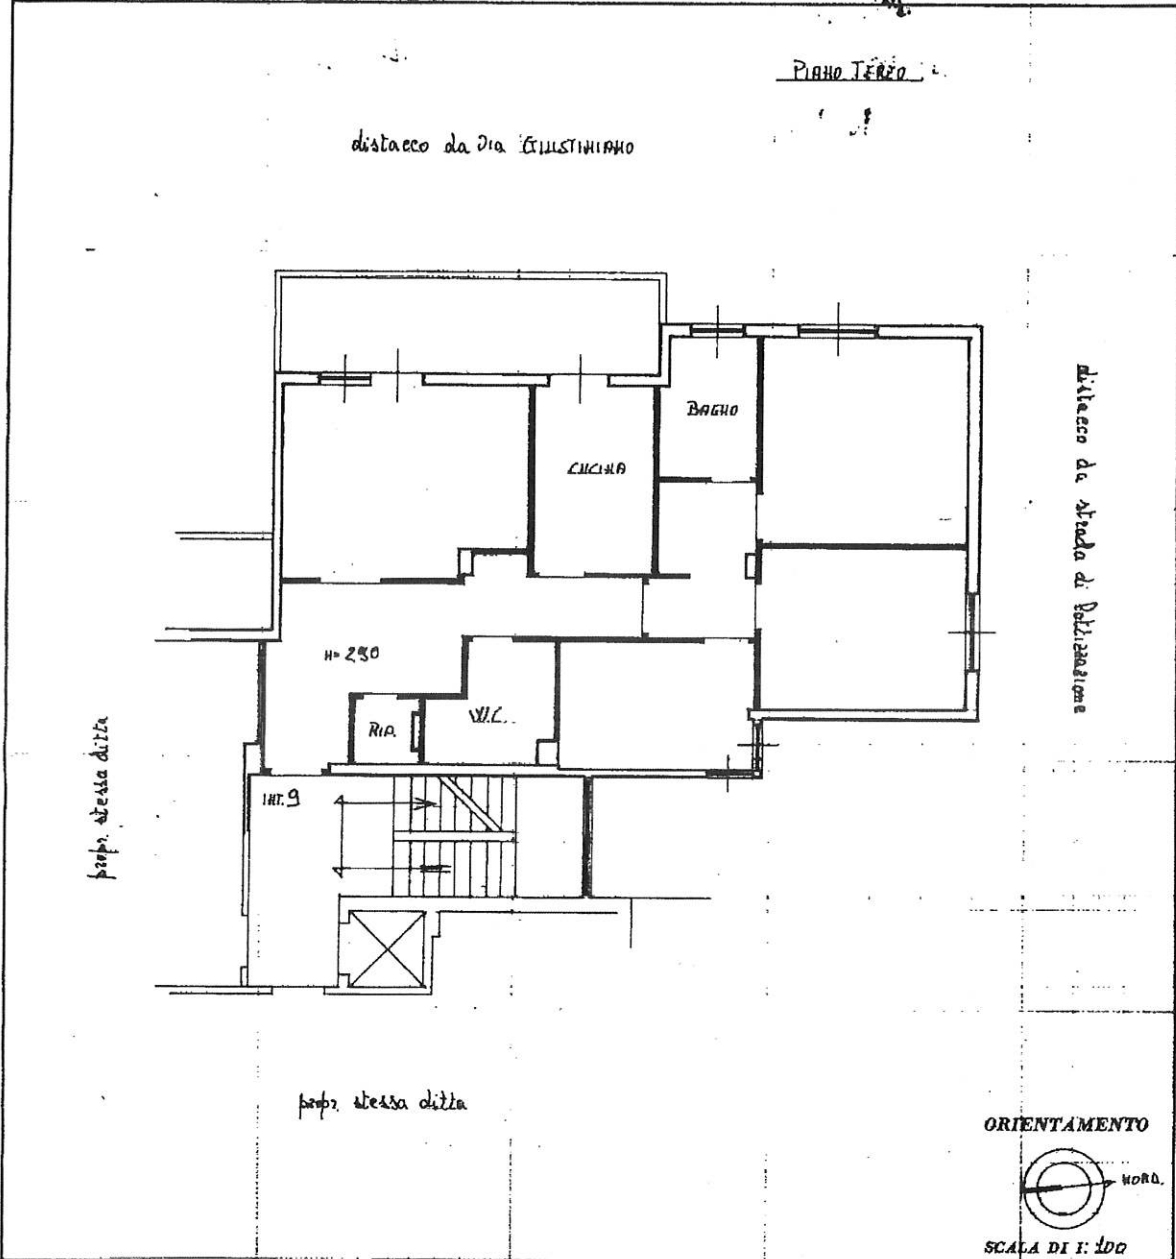 PIANO TERZO
distacco da Via GIUSTINIANO
BAGNO
CUCINA
distacco da strada di lottizzazione
H= 290
RIP.
W.C.
INT. 9
propr. stessa ditta
propr. stessa ditta
ORIENTAMENTO
NORD.
SCALA DI 1: 100